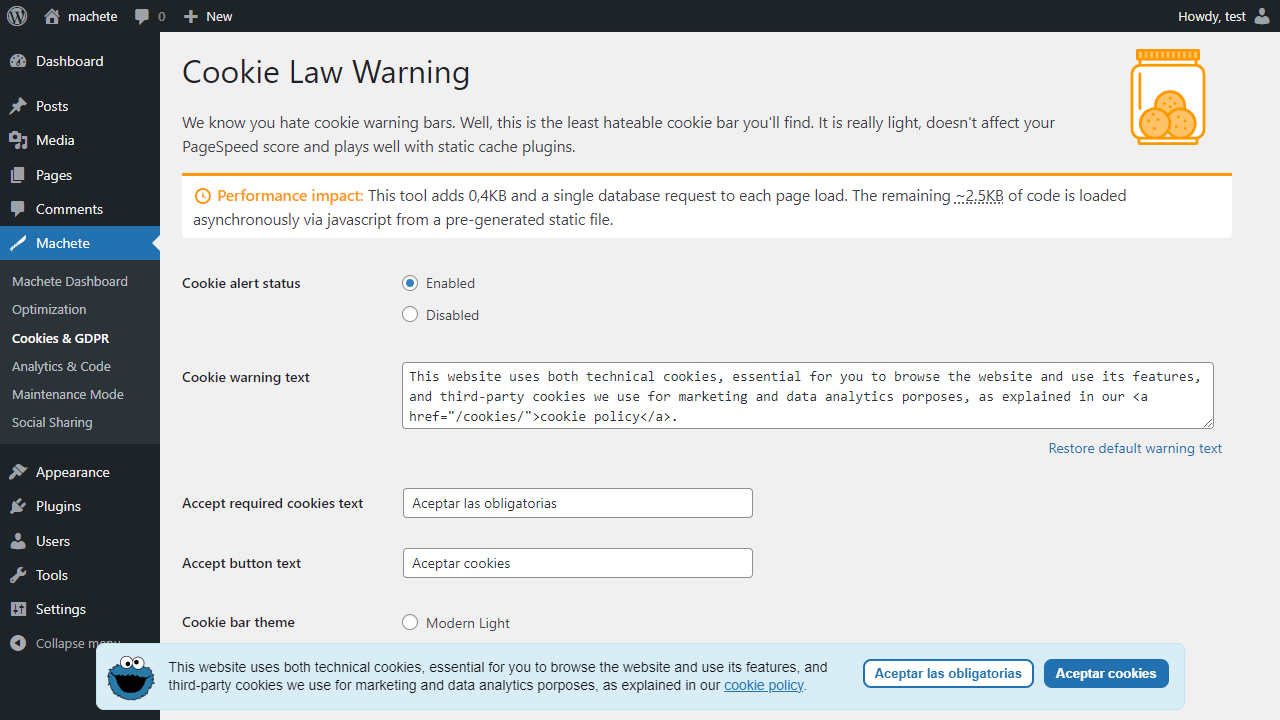 machete
0
New
Howdy, test
Dashboard
Posts
Media
Pages
Comments
Machete
Machete Dashboard
Optimization
Cookies & GDPR
Analytics & Code
Maintenance Mode
Social Sharing
Appearance
Plugins
Users
Tools
Settings
Collapse menu
Cookie Law Warning
We know you hate cookie warning bars. Well, this is the least hateable cookie bar you'll find. It is really light, doesn't affect your
PageSpeed score and plays well with static cache plugins.
Performance impact: This tool adds 0,4KB and a single database request to each page load. The remaining ~2.5KB of code is loaded
asynchronously via javascript from a pre-generated static file.
Cookie alert status
Enabled
Disabled
Cookie warning text
This website uses both technical cookies, essential for you to browse the website and use its features,
and third-party cookies we use for marketing and data analytics porposes, as explained in our <a
href="/cookies/">cookie policy</a>.
Restore default warning text
Accept required cookies text
Aceptar las obligatorias
Accept button text
Aceptar cookies
Cookie bar theme
Modern Light
This website uses both technical cookies, essential for you to browse the website and use its features, and
third-party cookies we use for marketing and data analytics porposes, as explained in our cookie policy.
Aceptar las obligatorias
Aceptar cookies